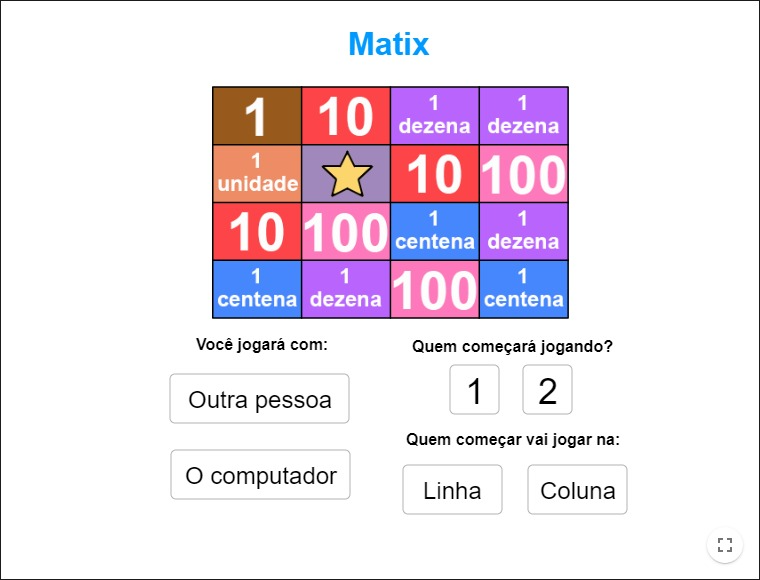 Matix
1 10 1 1
dezena dezena
1
unidade 10 100
10 100 1 1
centena dezena
1 1 100 1
centena dezena centena
Você jogará com:
Quem começará jogando?
Outra pessoa
1 2
Quem começar vai jogar na:
O computador
Linha Coluna